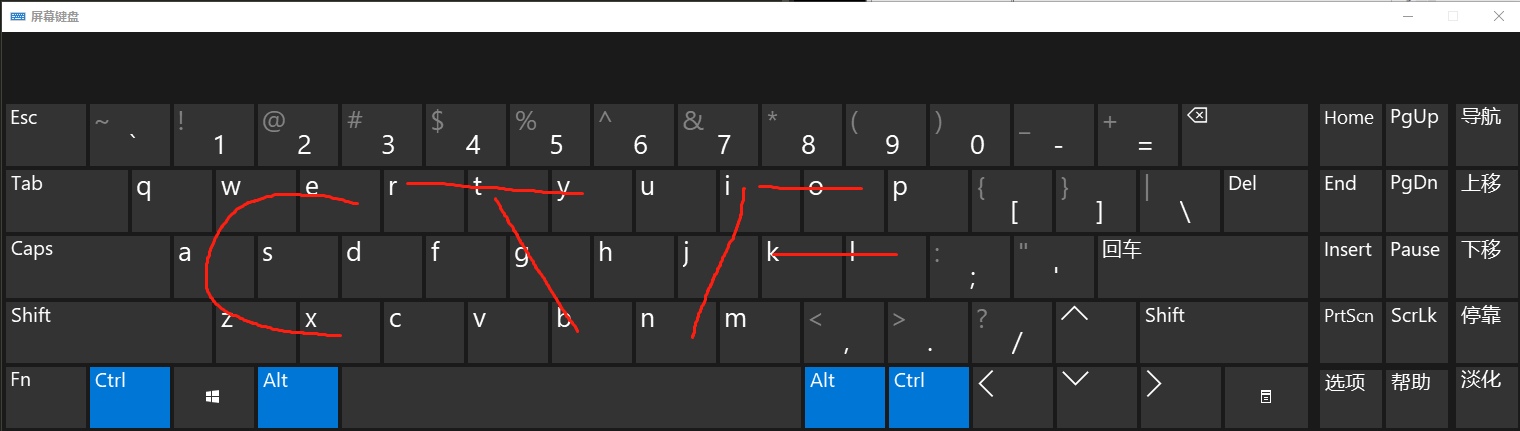 屏幕键盘
Esc ~ ` ! 1 @ 2 # 3 $ 4 % 5 ^ 6 & 7 * 8 ( 9 ) 0 _ - + = Home PgUp 导航
Tab q w e r t y u i o p { [ } ] | \ Del End PgDn 上移
Caps a s d f g h j k l : ; " ' 回车 Insert Pause 下移
Shift z x c v b n m < , > . ? / Shift PrtScn ScrLk 停靠
Fn Ctrl Alt Alt Ctrl 选项 帮助 淡化